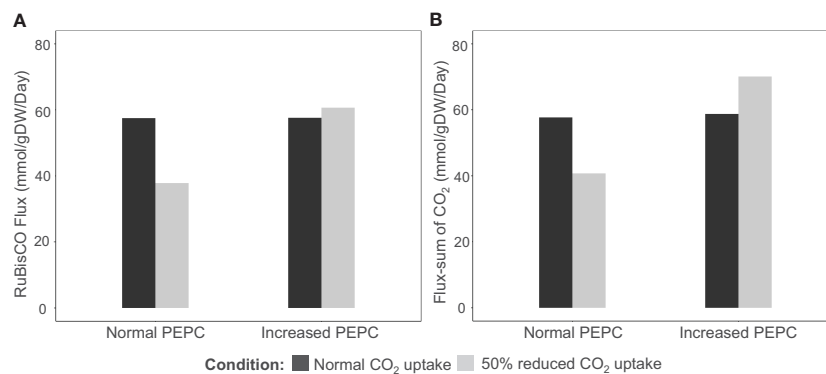 A
RuBisCO Flux (mmol/gDW/Day)
80
60
40
20
0
Normal PEPC Increased PEPC
B
Flux-sum of CO₂ (mmol/gDW/Day)
80
60
40
20
0
Normal PEPC Increased PEPC
Condition: Normal CO₂ uptake 50% reduced CO₂ uptake